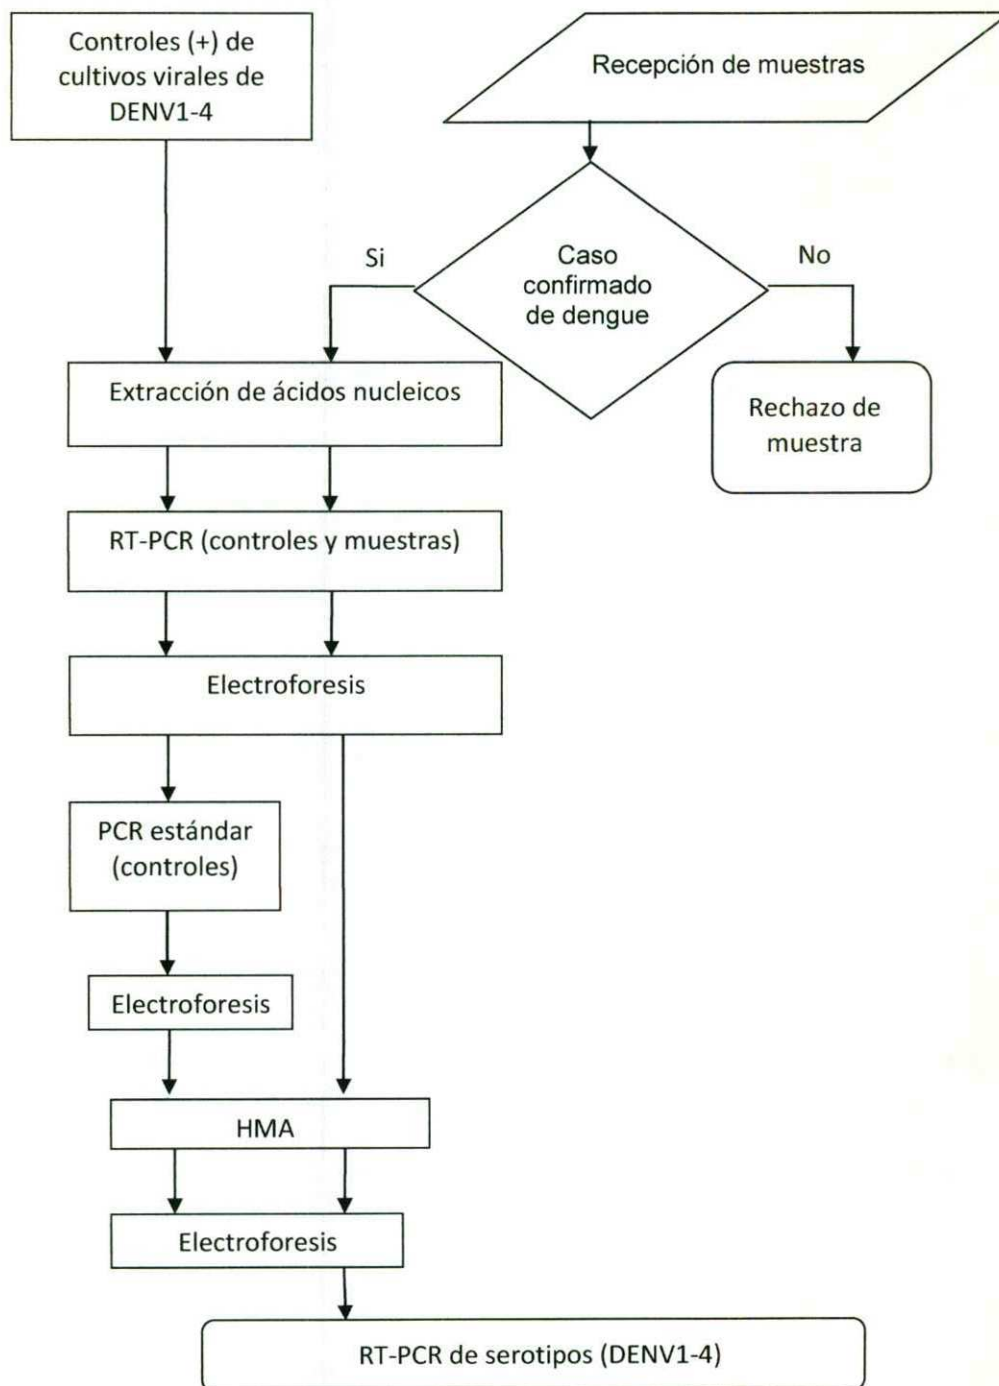 Controles (+) de
cultivos virales de
DENV1-4
Recepción de muestras
Si
Caso
confirmado
de dengue
No
Extracción de ácidos nucleicos
Rechazo de
muestra
RT-PCR (controles y muestras)
Electroforesis
PCR estándar
(controles)
Electroforesis
HMA
Electroforesis
RT-PCR de serotipos (DENV1-4)